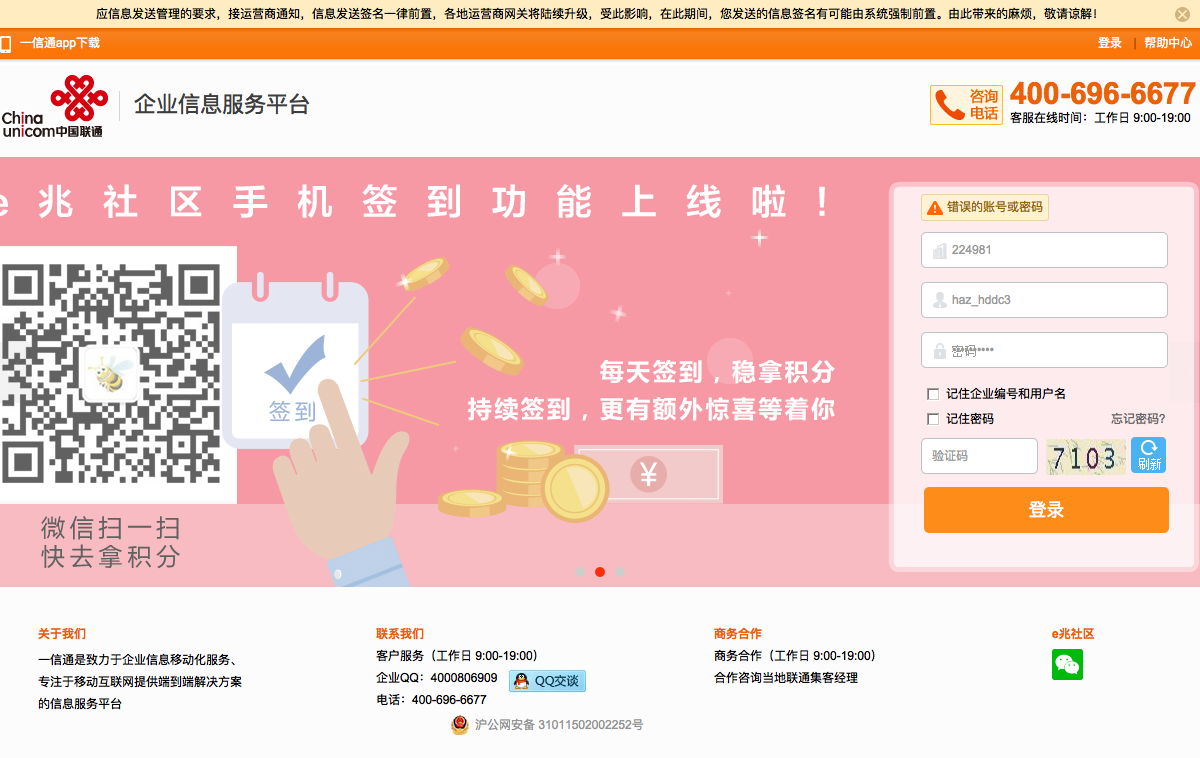 应信息发送管理的要求，接运营商通知，信息发送签名一律前置，各地运营商网关将陆续升级，受此影响，在此期间，您发送的信息签名有可能由系统强制前置。由此带来的麻烦，敬请谅解！
一信通app下载
登录 | 帮助中心
China unicom中国联通
企业信息服务平台
咨询电话
400-696-6677
客服在线时间：工作日 9:00-19:00
e兆社区手机签到功能上线啦！
签到
每天签到，稳拿积分
持续签到，更有额外惊喜等着你
¥
微信扫一扫
快去拿积分
错误的账号或密码
224981
haz_hddc3
密码****
记住企业编号和用户名
记住密码 忘记密码?
验证码 7103 刷新
登录
关于我们
一信通是致力于企业信息移动化服务、
专注于移动互联网提供端到端解决方案
的信息服务平台
联系我们
客户服务（工作日 9:00-19:00）
企业QQ：4000806909 QQ交谈
电话：400-696-6677
商务合作
商务合作（工作日 9:00-19:00）
合作咨询当地联通集客经理
e兆社区
沪公网安备 31011502002252号